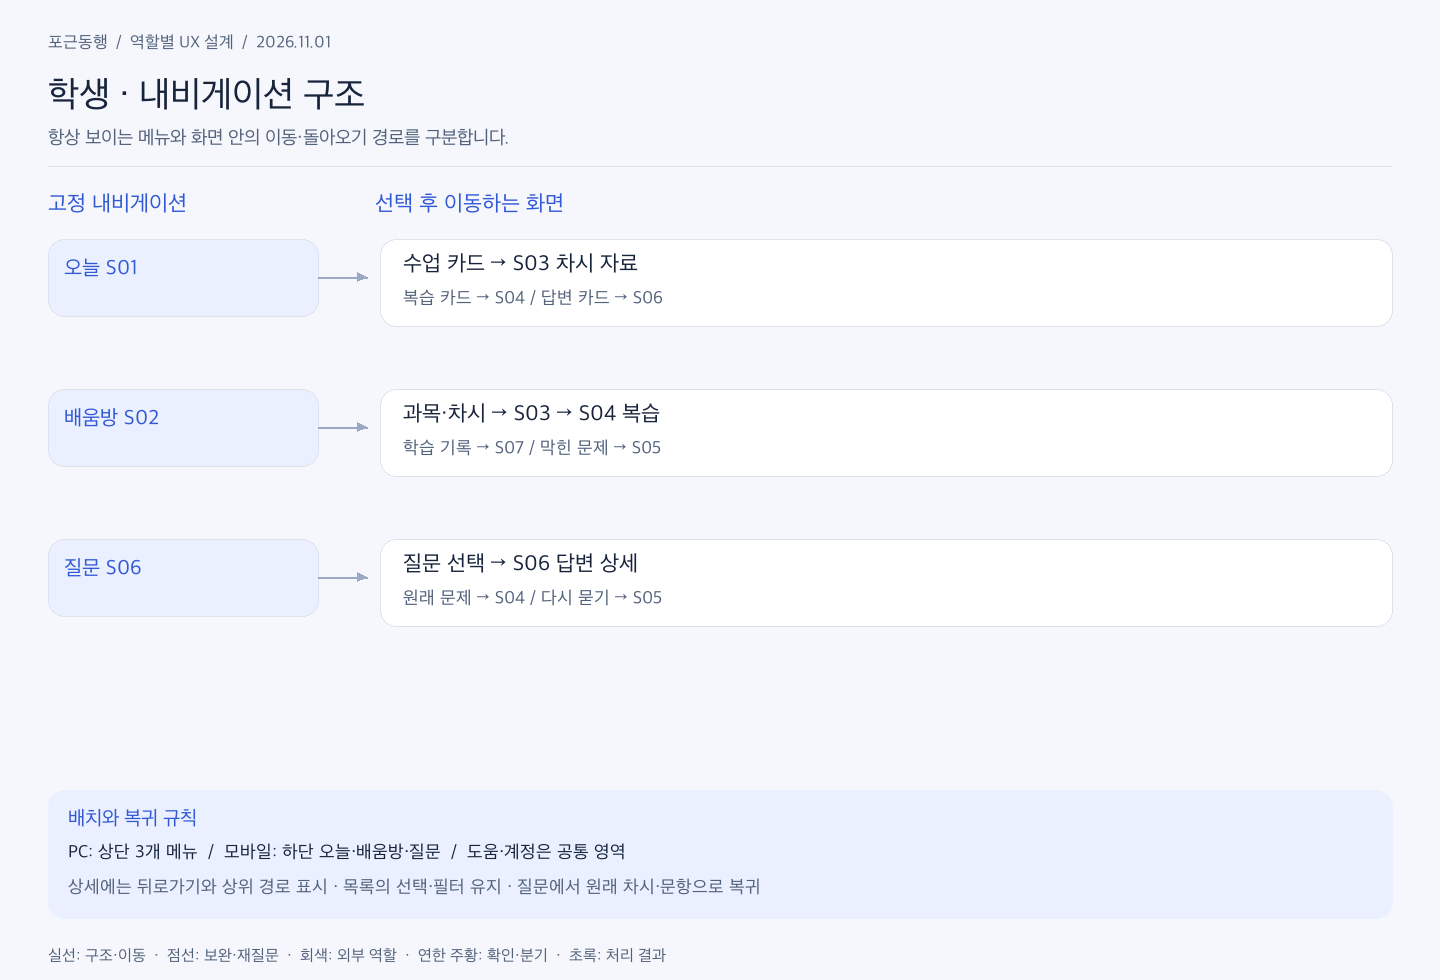 포근동행 / 역할별 UX 설계 / 2026.11.01
학생 · 내비게이션 구조
항상 보이는 메뉴와 화면 안의 이동·돌아오기 경로를 구분합니다.
고정 내비게이션
선택 후 이동하는 화면
오늘 S01
수업 카드 → S03 차시 자료
복습 카드 → S04 / 답변 카드 → S06
배움방 S02
과목·차시 → S03 → S04 복습
학습 기록 → S07 / 막힌 문제 → S05
질문 S06
질문 선택 → S06 답변 상세
원래 문제 → S04 / 다시 묻기 → S05
배치와 복귀 규칙
PC: 상단 3개 메뉴 / 모바일: 하단 오늘·배움방·질문 / 도움·계정은 공통 영역
상세에는 뒤로가기와 상위 경로 표시 · 목록의 선택·필터 유지 · 질문에서 원래 차시·문항으로 복귀
실선: 구조·이동 · 점선: 보완·재질문 · 회색: 외부 역할 · 연한 주황: 확인·분기 · 초록: 처리 결과